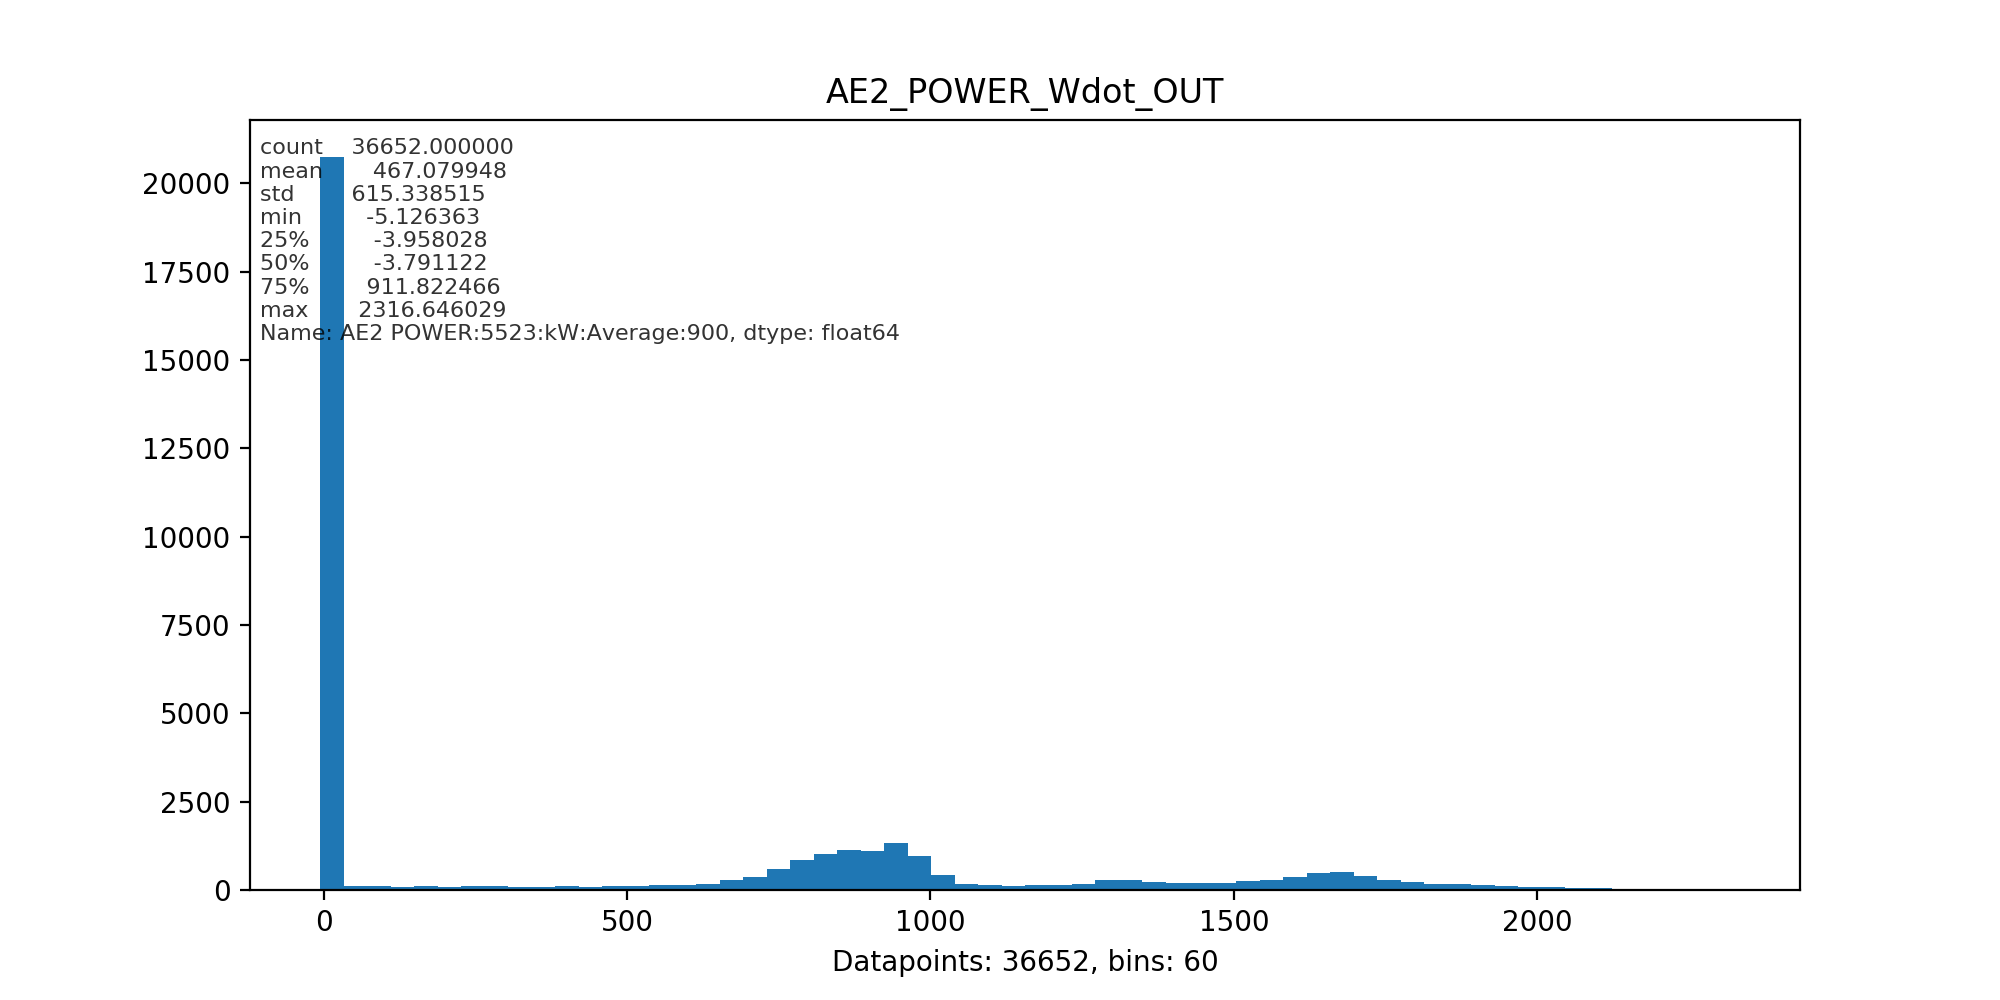 AE2_POWER_Wdot_OUT
count 36652.000000
mean 467.079948
std 615.338515
min -5.126363
25% -3.958028
50% -3.791122
75% 911.822466
max 2316.646029
Name: AE2 POWER:5523:kW:Average:900, dtype: float64
20000
17500
15000
12500
10000
7500
5000
2500
0
0 500 1000 1500 2000
Datapoints: 36652, bins: 60